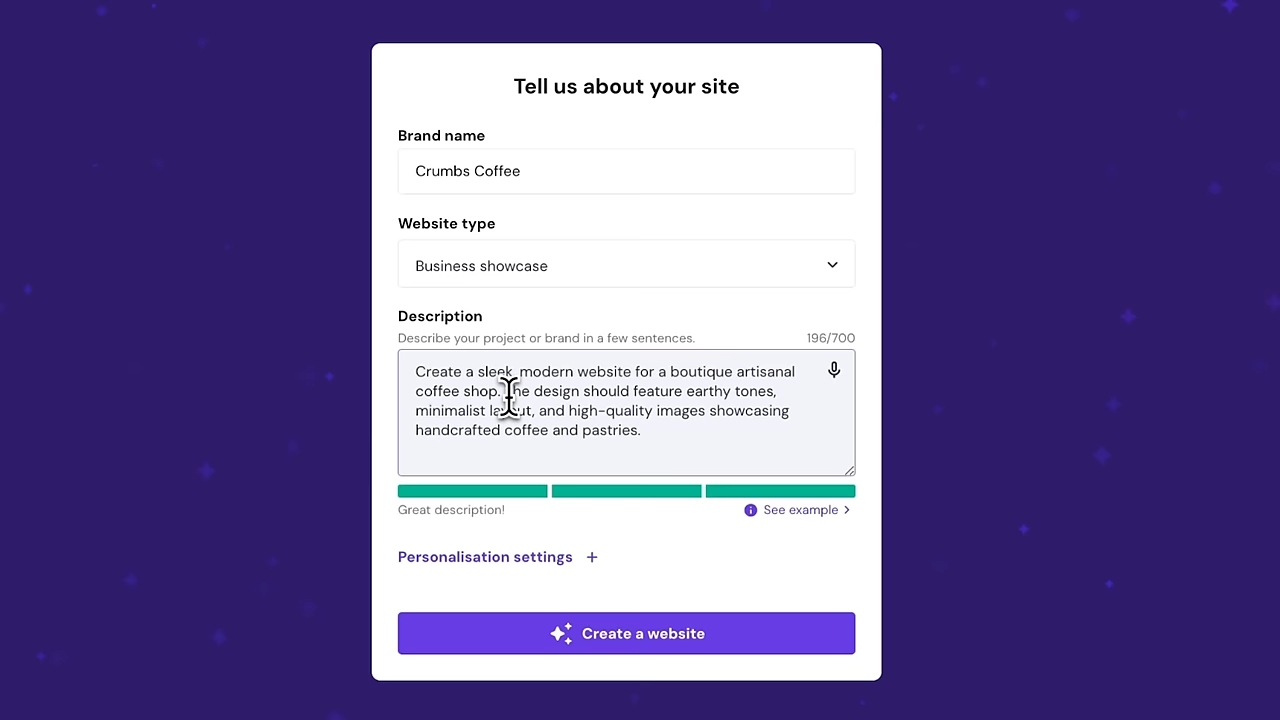 Tell us about your site
Brand name
Crumbs Coffee
Website type
Business showcase
Description
Describe your project or brand in a few sentences. 196/700
Create a sleek, modern website for a boutique artisanal
coffee shop. The design should feature earthy tones,
minimalist layout, and high-quality images showcasing
handcrafted coffee and pastries.
Great description! See example
Personalisation settings +
Create a website